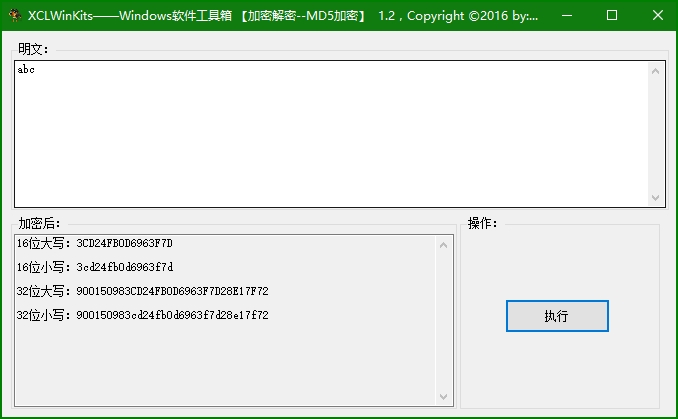 XCLWinKits——Windows软件工具箱 【加密解密--MD5加密】 1.2，Copyright ©2016 by:...
明文：
abc
加密后：
操作：
16位大写：3CD24FB0D6963F7D
16位小写：3cd24fb0d6963f7d
32位大写：900150983CD24FB0D6963F7D28E17F72
32位小写：900150983cd24fb0d6963f7d28e17f72
执行